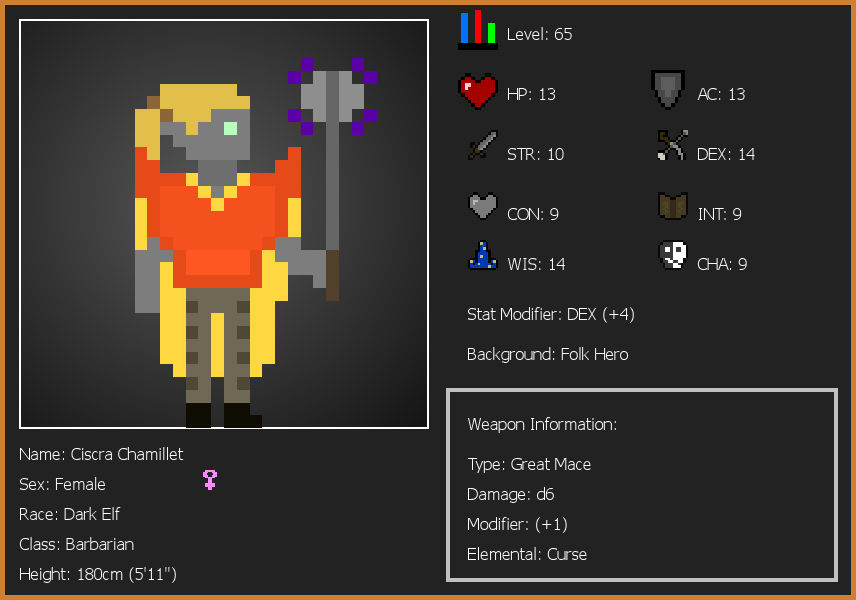 Level: 65
HP: 13
AC: 13
STR: 10
DEX: 14
CON: 9
INT: 9
WIS: 14
CHA: 9
Stat Modifier: DEX (+4)
Background: Folk Hero
Weapon Information:
Type: Great Mace
Damage: d6
Modifier: (+1)
Elemental: Curse
Name: Ciscra Chamillet
Sex: Female
Race: Dark Elf
Class: Barbarian
Height: 180cm (5'11")